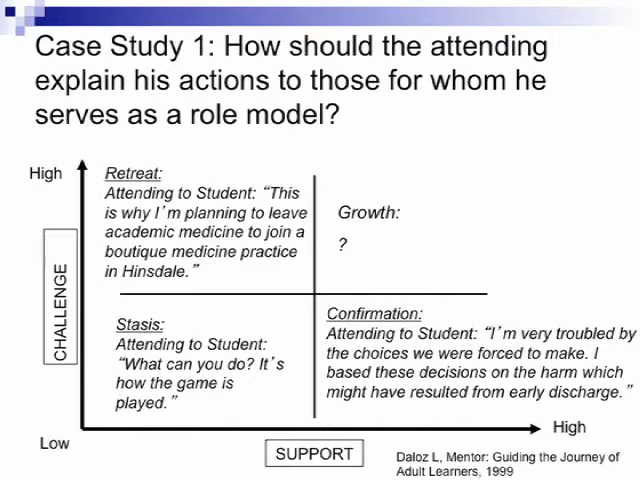 Case Study 1: How should the attending
explain his actions to those for whom he
serves as a role model?
High
Retreat:
Attending to Student: “This
is why I’m planning to leave
academic medicine to join a
boutique medicine practice
in Hinsdale.”
Growth:
?
CHALLENGE
Stasis:
Attending to Student:
“What can you do? It’s
how the game is
played.”
Confirmation:
Attending to Student: “I’m very troubled by
the choices we were forced to make. I
based these decisions on the harm which
might have resulted from early discharge.”
Low
SUPPORT
High
Daloz L, Mentor: Guiding the Journey of
Adult Learners, 1999